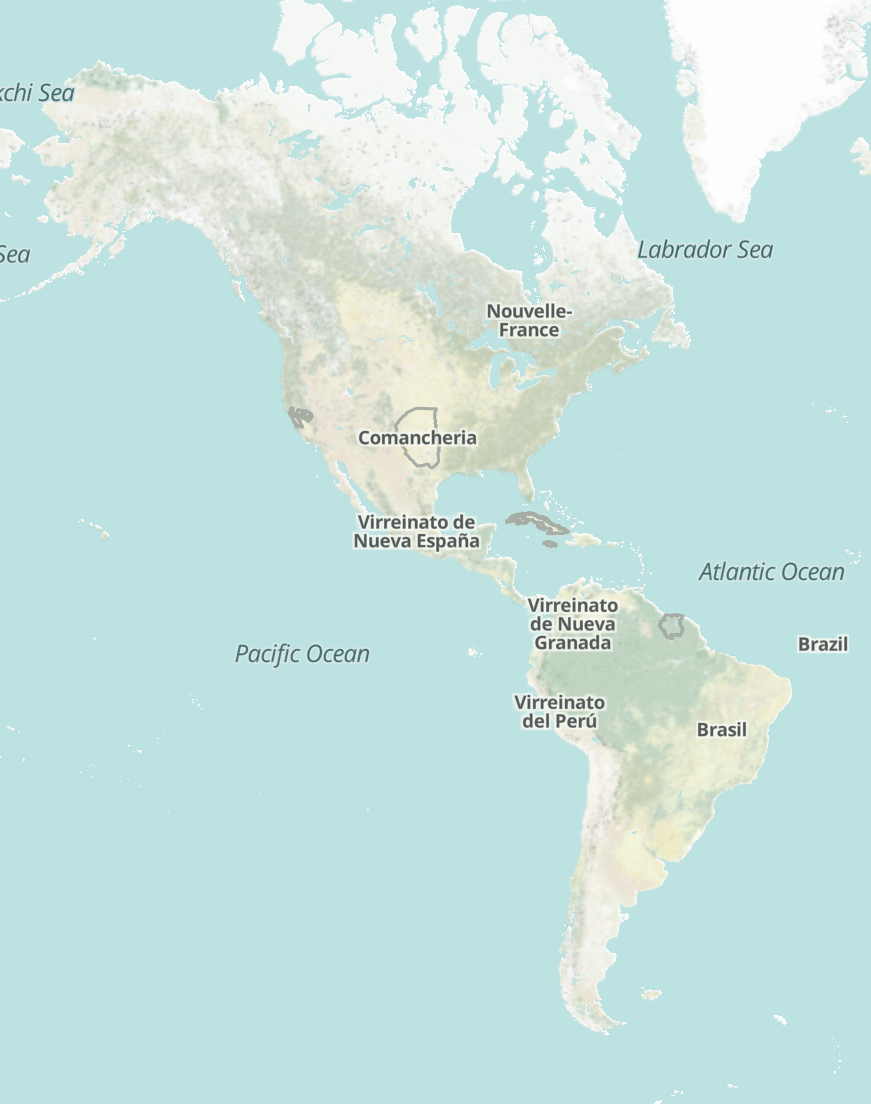 kchi Sea
Sea
Labrador Sea
Nouvelle-
France
Comancheria
Virreinato de
Nueva España
Atlantic Ocean
Virreinato
de Nueva
Granada
Brazil
Pacific Ocean
Virreinato
del Perú
Brasil